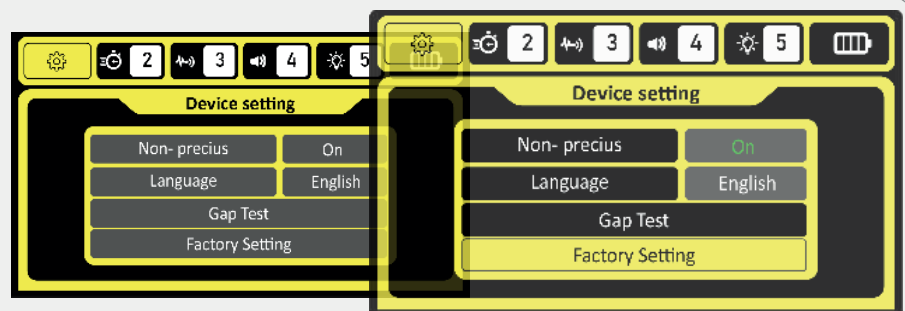 2 3 4 5
Device setting
Non- precius On
Language English
Gap Test
Factory Setting
2 3 4 5
Device setting
Non- precius On
Language English
Gap Test
Factory Setting